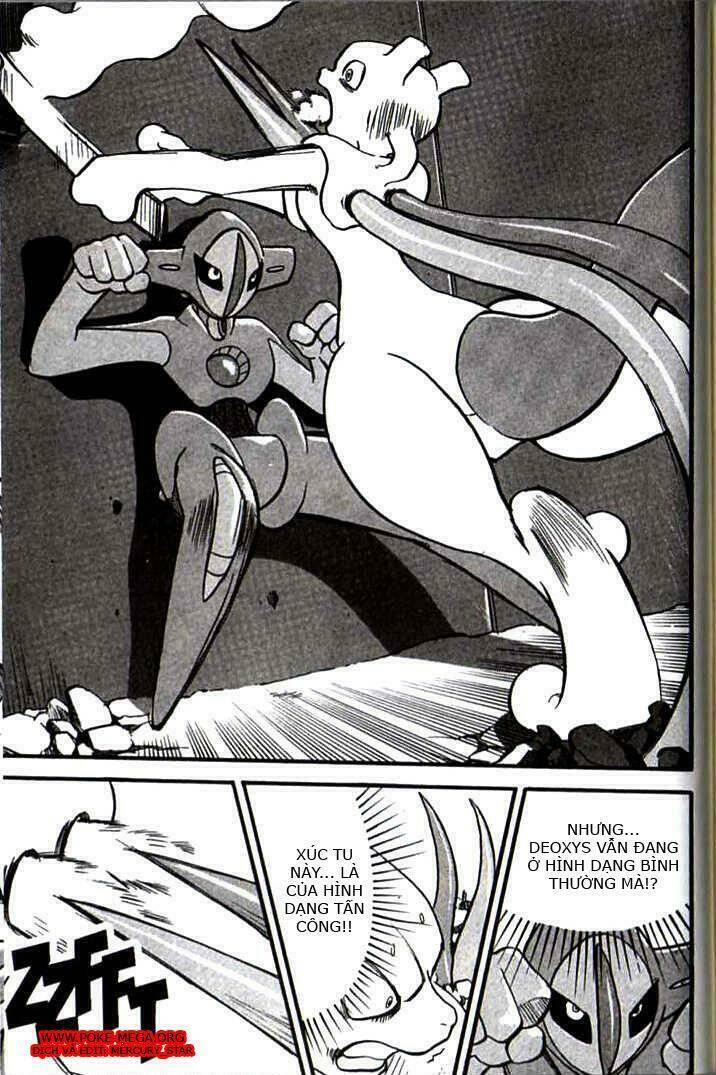 ZZFFT
XÚC TU
NÀY... LÀ
CỦA HÌNH
DẠNG TẤN
CÔNG!!
NHƯNG...
DEOXYS VẪN ĐANG
Ở HÌNH DẠNG BÌNH
THƯỜNG MÀ!?
WWW.POKE-MEGA.ORG
DỊCH VÀ EDIT: MERCURY_STAR